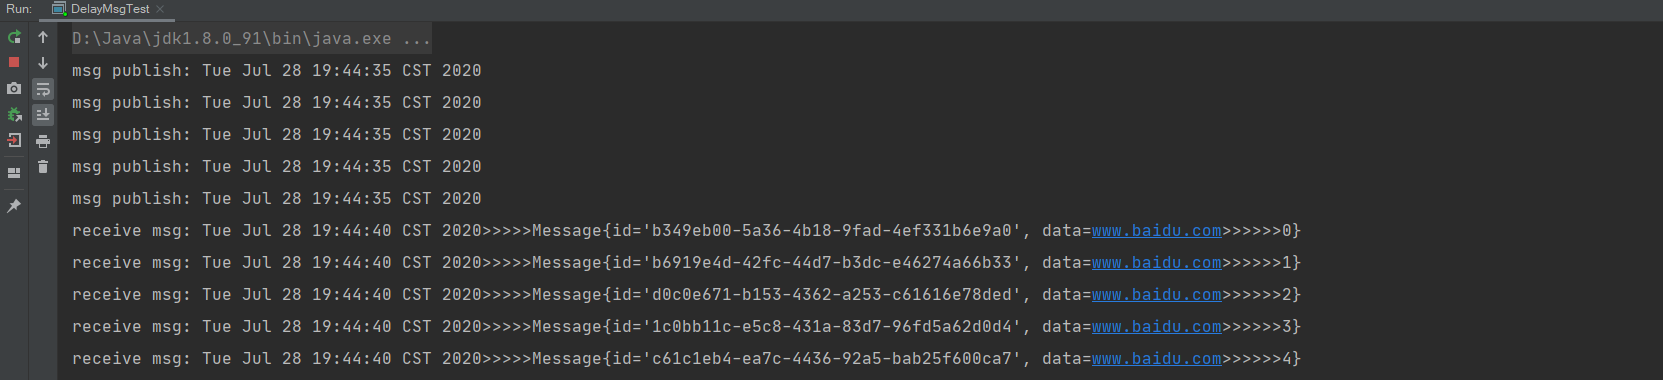 Run: DelayMsgTest
D:\Java\jdk1.8.0_91\bin\java.exe ...
msg publish: Tue Jul 28 19:44:35 CST 2020
msg publish: Tue Jul 28 19:44:35 CST 2020
msg publish: Tue Jul 28 19:44:35 CST 2020
msg publish: Tue Jul 28 19:44:35 CST 2020
msg publish: Tue Jul 28 19:44:35 CST 2020
receive msg: Tue Jul 28 19:44:40 CST 2020>>>>>Message{id='b349eb00-5a36-4b18-9fad-4ef331b6e9a0', data=www.baidu.com>>>>>>0}
receive msg: Tue Jul 28 19:44:40 CST 2020>>>>>Message{id='b6919e4d-42fc-44d7-b3dc-e46274a66b33', data=www.baidu.com>>>>>>1}
receive msg: Tue Jul 28 19:44:40 CST 2020>>>>>Message{id='d0c0e671-b153-4362-a253-c61616e78ded', data=www.baidu.com>>>>>>2}
receive msg: Tue Jul 28 19:44:40 CST 2020>>>>>Message{id='1c0bb11c-e5c8-431a-83d7-96fd5a62d0d4', data=www.baidu.com>>>>>>3}
receive msg: Tue Jul 28 19:44:40 CST 2020>>>>>Message{id='c61c1eb4-ea7c-4436-92a5-bab25f600ca7', data=www.baidu.com>>>>>>4}